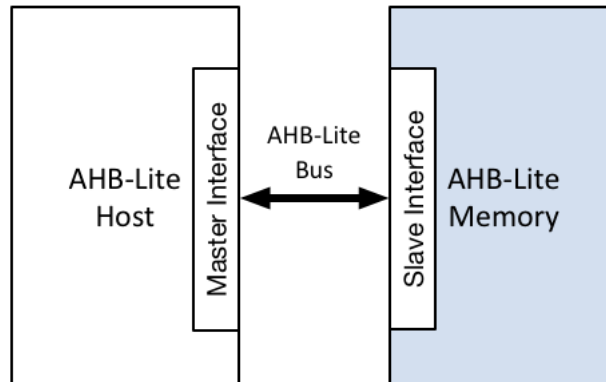 AHB-Lite
Host
Master Interface
AHB-Lite
Bus
Slave Interface
AHB-Lite
Memory